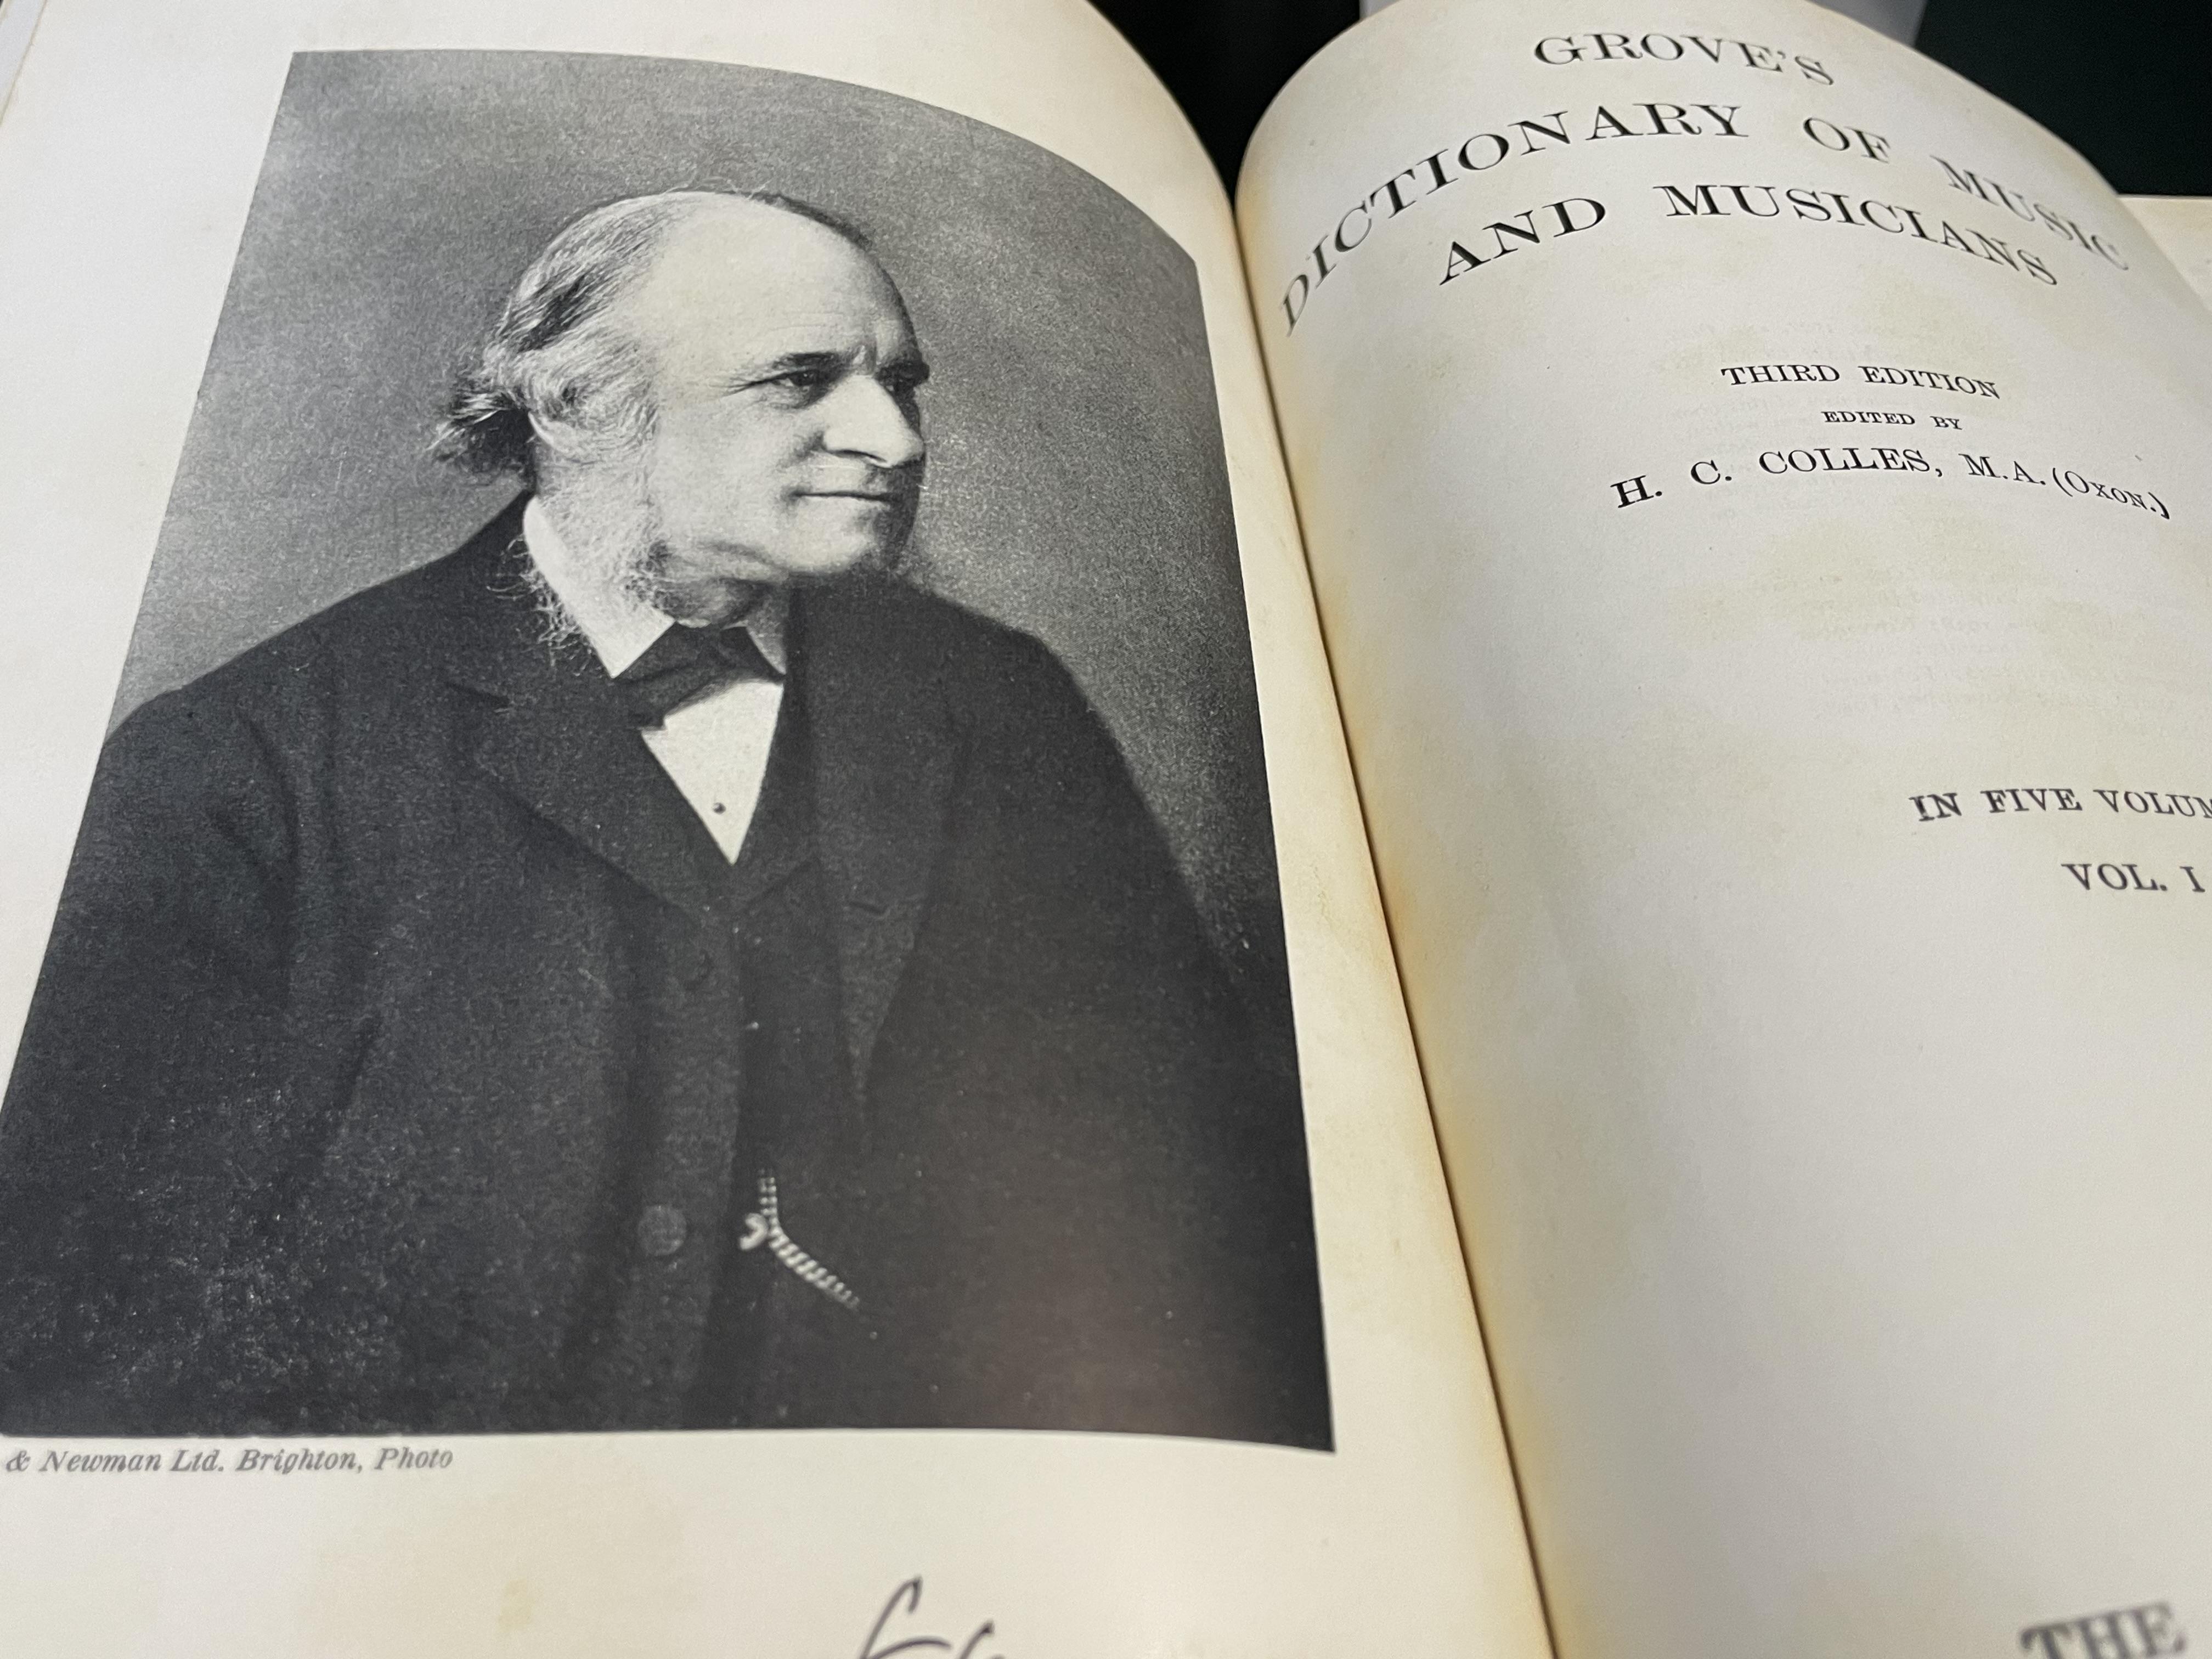 & Newman Ltd. Brighton, Photo
GROVE'S
DICTIONARY OF MUSIC
AND MUSICIANS
THIRD EDITION
EDITED BY
H. C. COLLES, M.A. (OXON.)
IN FIVE VOLUM
VOL. I
THE